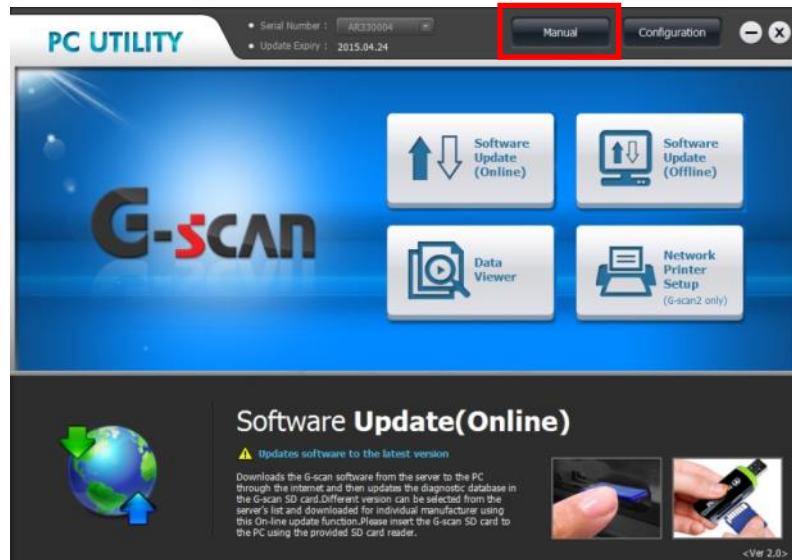 PC UTILITY
• Serial Number : AR330004
• Update Expiry : 2015.04.24
Manual
Configuration
G-scan
Software
Update
(Online)
Software
Update
(Offline)
Data
Viewer
Network
Printer
Setup
(G-scan2 only)
Software Update(Online)
Updates software to the latest version
Downloads the G-scan software from the server to the PC
through the internet and then updates the diagnostic database in
the G-scan SD card.Different version can be selected from the
server's list and downloaded for individual manufacturer using
this On-line update function.Please insert the G-scan SD card to
the PC using the provided SD card reader.
<Ver 2.0>